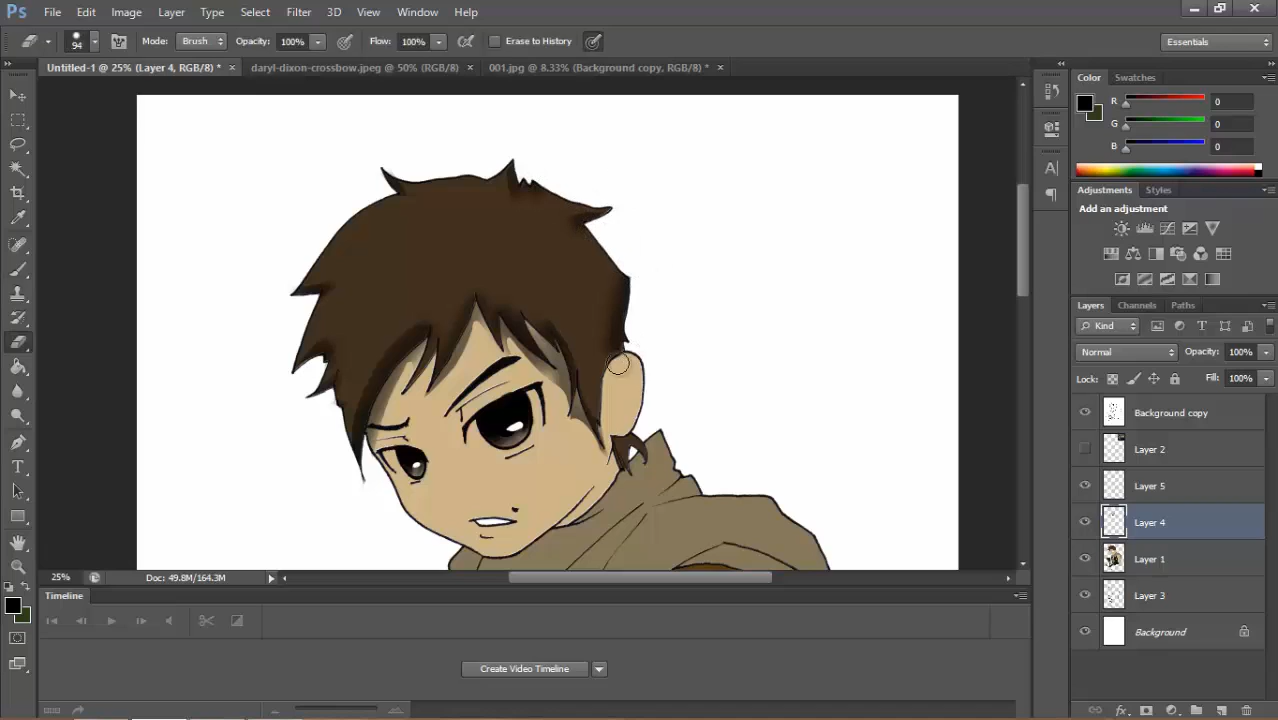 Ps File Edit Image Layer Type Select Filter 3D View Window Help
94 Mode: Brush Opacity: 100% Flow: 100% Erase to History Essentials
Untitled-1 @ 25% (Layer 4, RGB/8) * × daryl-dixon-crossbow.jpeg @ 50% (RGB/8) × 001.jpg @ 8.33% (Background copy, RGB/8) * ×
Color Swatches
R 0
G 0
B 0
Adjustments Styles
Add an adjustment
Layers Channels Paths
Kind
Normal Opacity: 100%
Lock: Fill: 100%
Background copy
Layer 2
Layer 5
Layer 4
Layer 1
Layer 3
Background
25% Doc: 49.8M/164.3M
Timeline
Create Video Timeline